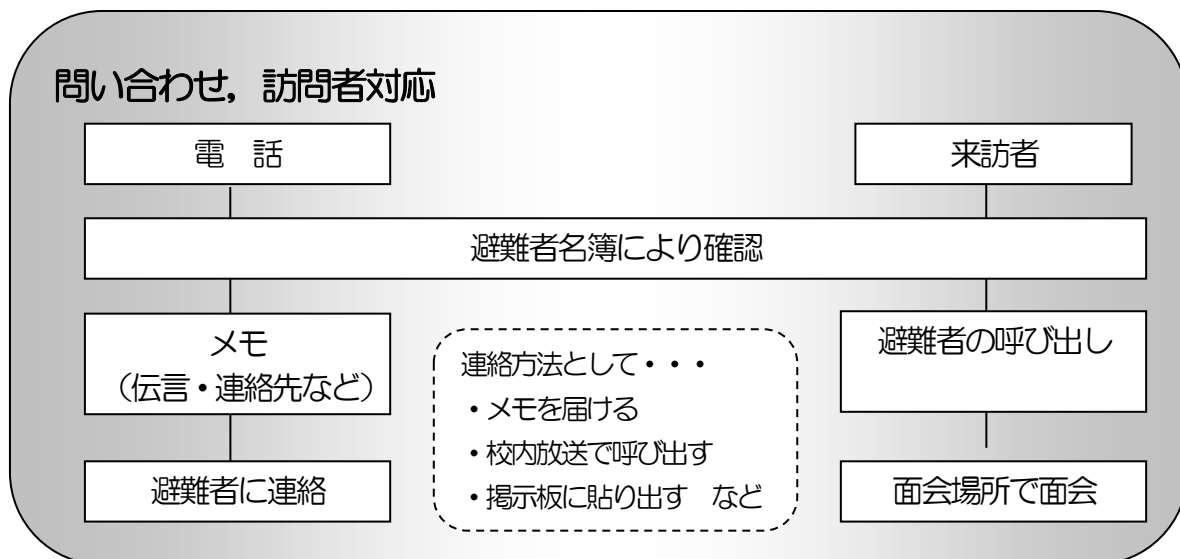 問い合わせ，訪問者対応
電　話
来訪者
避難者名簿により確認
メモ
（伝言・連絡先など）
避難者の呼び出し
連絡方法として・・・
・メモを届ける
・校内放送で呼び出す
・掲示板に貼り出す　など
避難者に連絡
面会場所で面会